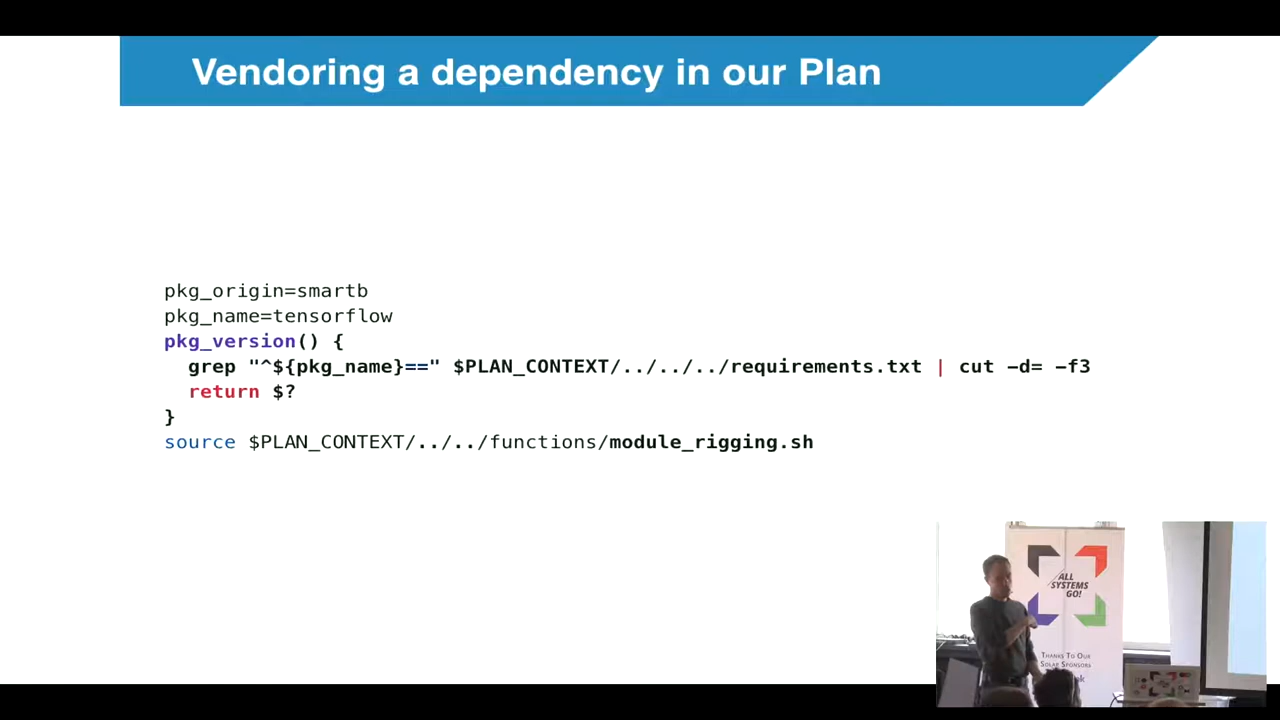 Vendoring a dependency in our Plan
pkg_origin=smartb
pkg_name=tensorflow
pkg_version() {
  grep "^${pkg_name}==" $PLAN_CONTEXT/../../../requirements.txt | cut -d= -f3
  return $?
}
source $PLAN_CONTEXT/../../functions/module_rigging.sh
ALL
SYSTEMS
GO!
THANKS TO OUR
SOLAR SPONSORS